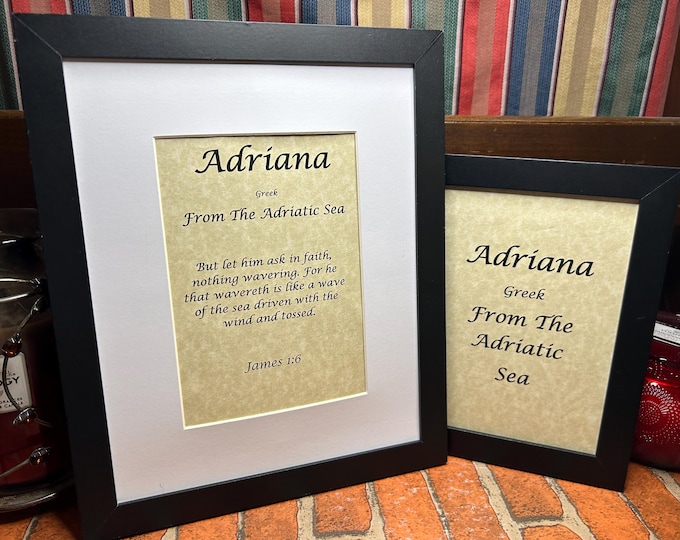 Adriana
Greek
From The Adriatic Sea
But let him ask in faith,
nothing wavering. For he
that wavereth is like a wave
of the sea driven with the
wind and tossed.
James 1:6
Adriana
Greek
From The
Adriatic
Sea